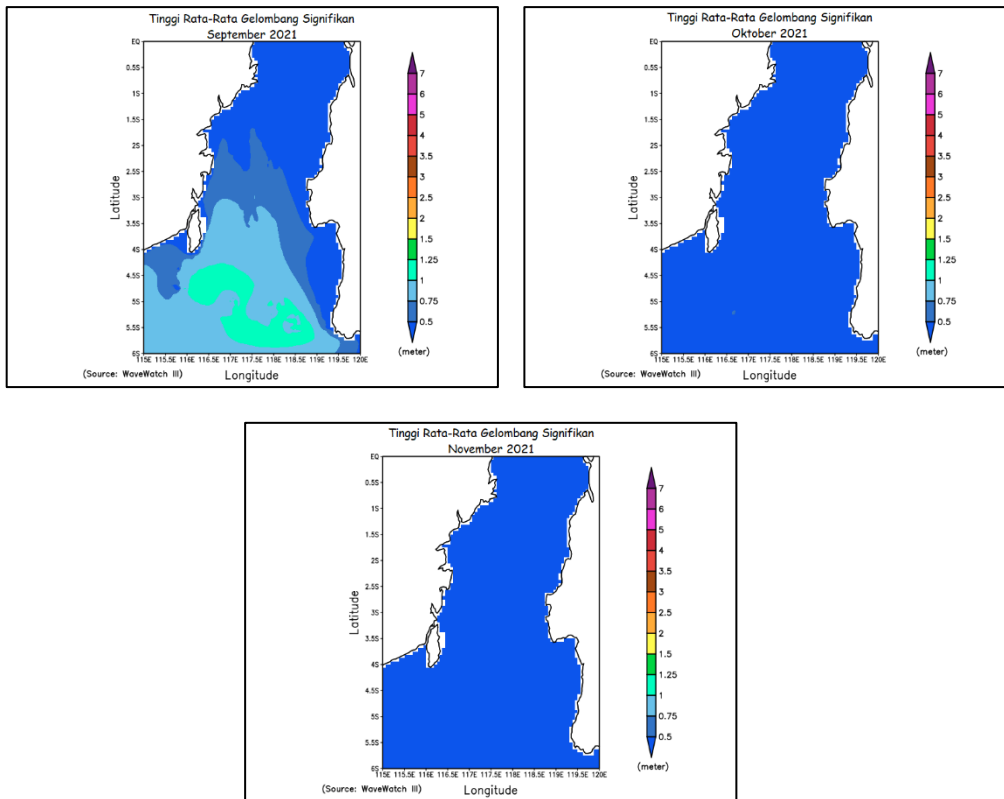 Tinggi Rata-Rata Gelombang Signifikan
September 2021
EQ
0.5S
1S
1.5S
2S
2.5S
3S
3.5S
4S
4.5S
5S
5.5S
6S
Latitude
115E 115.5E 116E 116.5E 117E 117.5E 118E 118.5E 119E 119.5E 120E
Longitude
(Source: WaveWatch III)
7
6
5
4
3.5
3
2.5
2
1.5
1.25
1
0.75
0.5
(meter)
Tinggi Rata-Rata Gelombang Signifikan
Oktober 2021
EQ
0.5S
1S
1.5S
2S
2.5S
3S
3.5S
4S
4.5S
5S
5.5S
6S
Latitude
115E 115.5E 116E 116.5E 117E 117.5E 118E 118.5E 119E 119.5E 120E
Longitude
(Source: WaveWatch III)
7
6
5
4
3.5
3
2.5
2
1.5
1.25
1
0.75
0.5
(meter)
Tinggi Rata-Rata Gelombang Signifikan
November 2021
EQ
0.5S
1S
1.5S
2S
2.5S
3S
3.5S
4S
4.5S
5S
5.5S
6S
Latitude
115E 115.5E 116E 116.5E 117E 117.5E 118E 118.5E 119E 119.5E 120E
Longitude
(Source: WaveWatch III)
7
6
5
4
3.5
3
2.5
2
1.5
1.25
1
0.75
0.5
(meter)